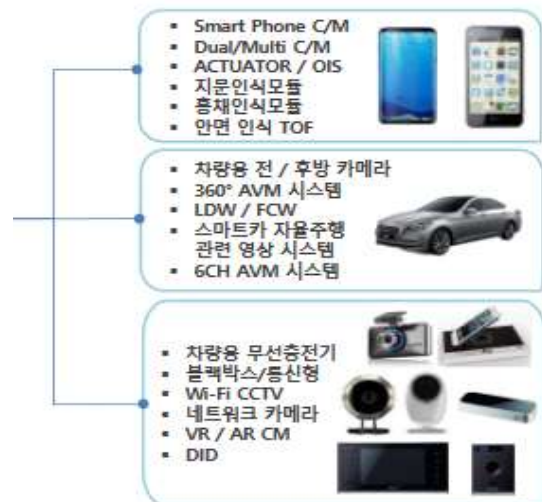 ▪ Smart Phone C/M
▪ Dual/Multi C/M
▪ ACTUATOR / OIS
▪ 지문인식모듈
▪ 홍채인식모듈
▪ 안면 인식 TOF
▪ 차량용 전 / 후방 카메라
▪ 360° AVM 시스템
▪ LDW / FCW
▪ 스마트카 자율주행
관련 영상 시스템
▪ 6CH AVM 시스템
▪ 차량용 무선충전기
▪ 블랙박스/통신형
▪ Wi-Fi CCTV
▪ 네트워크 카메라
▪ VR / AR CM
▪ DID